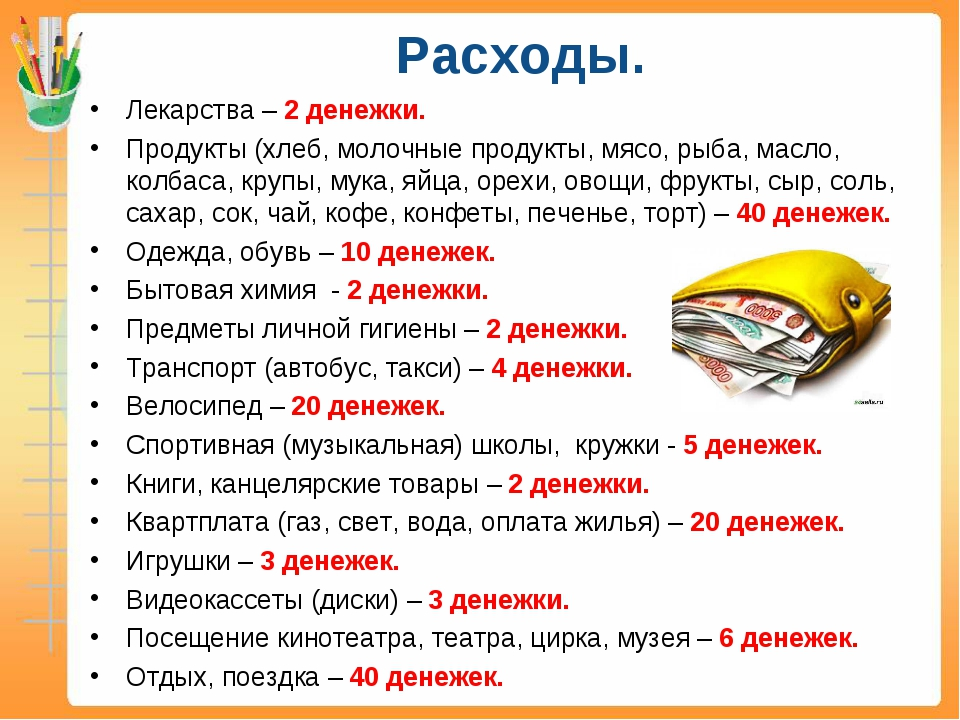 Расходы.
• Лекарства – 2 денежки.
• Продукты (хлеб, молочные продукты, мясо, рыба, масло,
колбаса, крупы, мука, яйца, орехи, овощи, фрукты, сыр, соль,
сахар, сок, чай, кофе, конфеты, печенье, торт) – 40 денежек.
• Одежда, обувь – 10 денежек.
• Бытовая химия - 2 денежки.
• Предметы личной гигиены – 2 денежки.
• Транспорт (автобус, такси) – 4 денежки.
• Велосипед – 20 денежек.
• Спортивная (музыкальная) школы, кружки - 5 денежек.
• Книги, канцелярские товары – 2 денежки.
• Квартплата (газ, свет, вода, оплата жилья) – 20 денежек.
• Игрушки – 3 денежек.
• Видеокассеты (диски) – 3 денежки.
• Посещение кинотеатра, театра, цирка, музея – 6 денежек.
• Отдых, поездка – 40 денежек.
5000